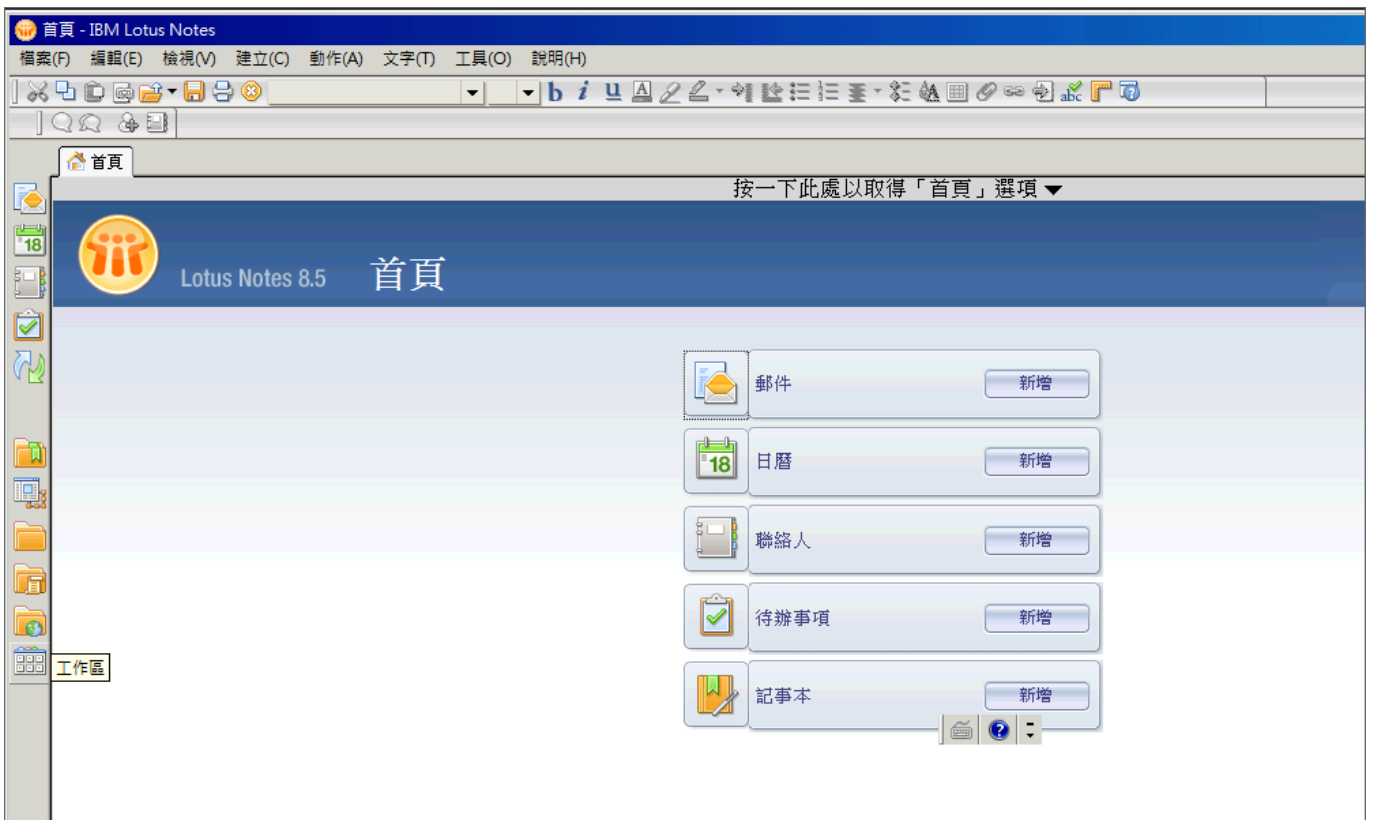 首頁 - IBM Lotus Notes
檔案(F) 編輯(E) 檢視(V) 建立(C) 動作(A) 文字(T) 工具(O) 說明(H)
b i u A abc
首頁
按一下此處以取得「首頁」選項
18
Lotus Notes 8.5 首頁
郵件 新增
18 日曆 新增
聯絡人 新增
待辦事項 新增
工作區
記事本 新增